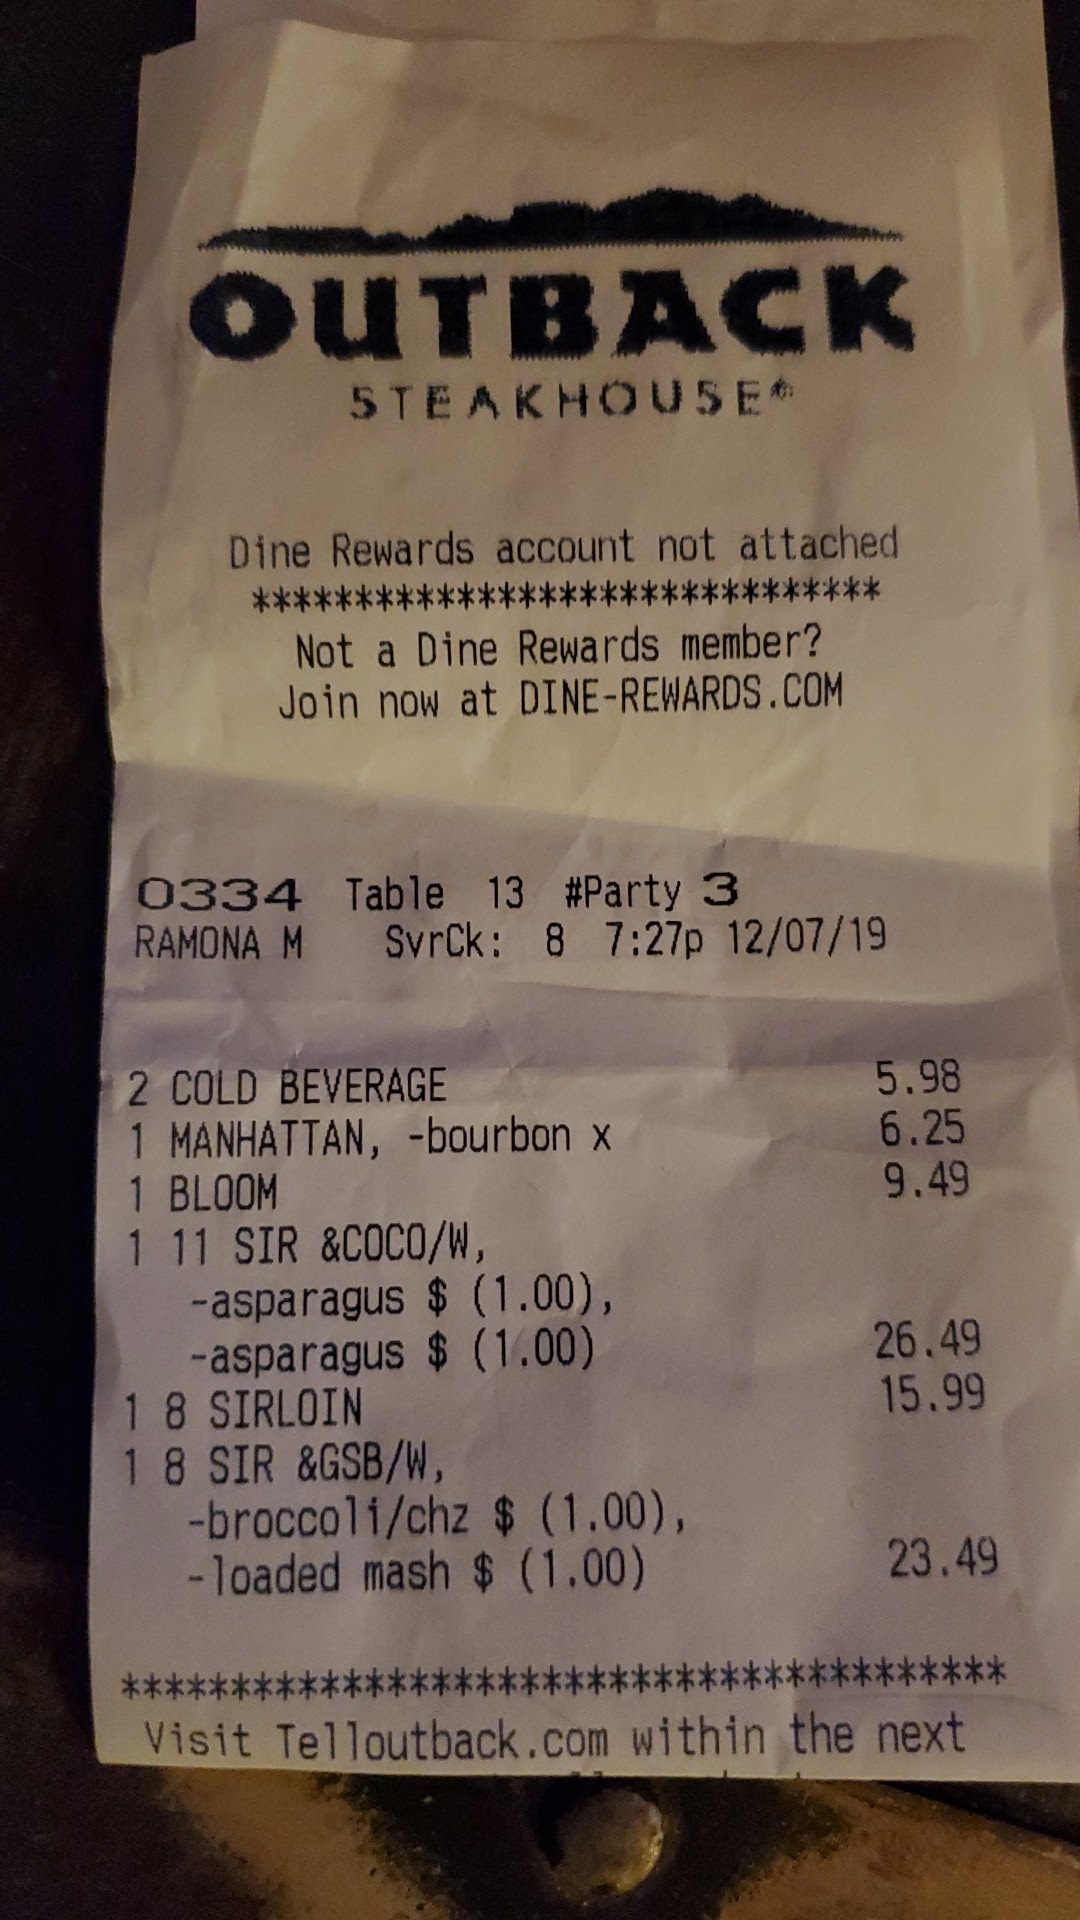 OUTBACK
STEAKHOUSE®
Dine Rewards account not attached
*******************************
Not a Dine Rewards member?
Join now at DINE-REWARDS.COM
0334 Table 13 #Party 3
RAMONA M SvrCk: 8 7:27p 12/07/19
2 COLD BEVERAGE 5.98
1 MANHATTAN, -bourbon x 6.25
1 BLOOM 9.49
1 11 SIR &COCO/W,
-asparagus $ (1.00),
-asparagus $ (1.00) 26.49
1 8 SIRLOIN 15.99
1 8 SIR &GSB/W,
-broccoli/chz $ (1.00),
-loaded mash $ (1.00) 23.49
****************************************
Visit Telloutback.com within the next